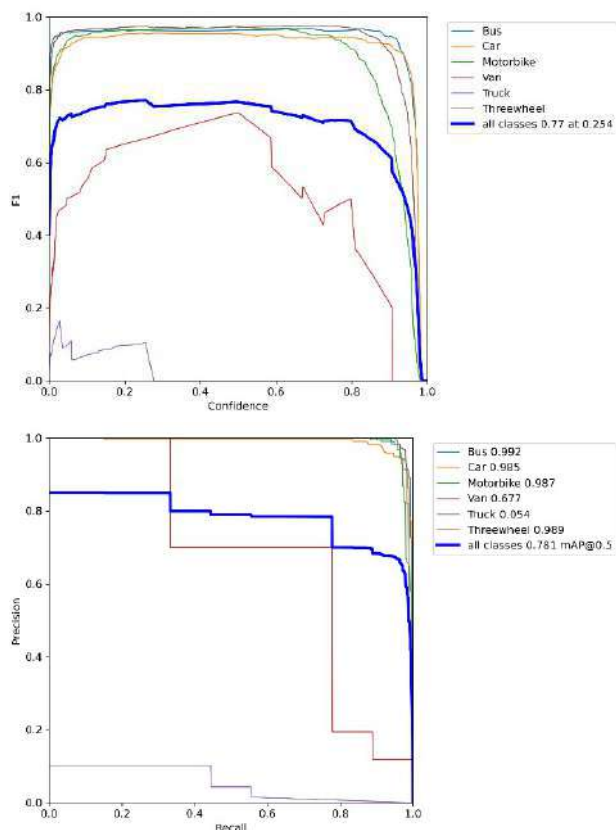 1.0
0.8
0.6
0.4
0.2
0.0
F1
0.0 0.2 0.4 0.6 0.8 1.0
Confidence
Bus
Car
Motorbike
Van
Truck
Threewheel
all classes 0.77 at 0.254
1.0
0.8
0.6
0.4
0.2
0.0
Precision
0.0 0.2 0.4 0.6 0.8 1.0
Recall
Bus 0.992
Car 0.985
Motorbike 0.987
Van 0.677
Truck 0.054
Threewheel 0.989
all classes 0.781 mAP@0.5